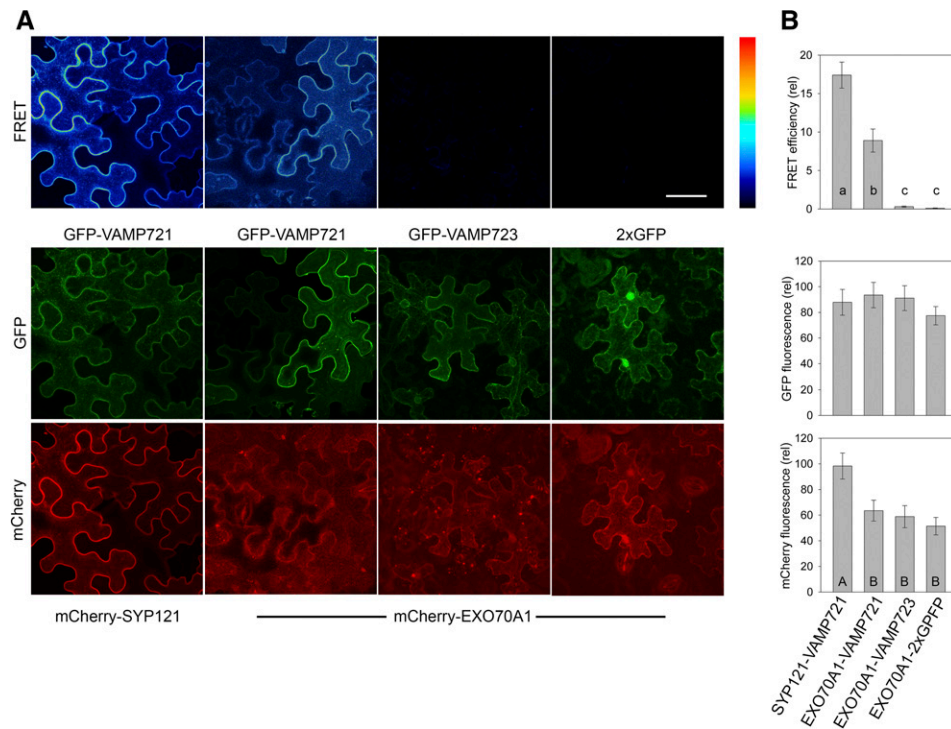 A
B
FRET
GFP-VAMP721 GFP-VAMP721 GFP-VAMP723 2xGFP
GFP
mCherry
mCherry-SYP121 mCherry-EXO70A1
FRET efficiency (rel)
20
15
10
5
0
a b c c
GFP fluorescence (rel)
120
100
80
60
40
20
0
mCherry fluorescence (rel)
120
100
80
60
40
20
0
A B B B
SYP121-VAMP721
EXO70A1-VAMP721
EXO70A1-VAMP723
EXO70A1-2xGPFP